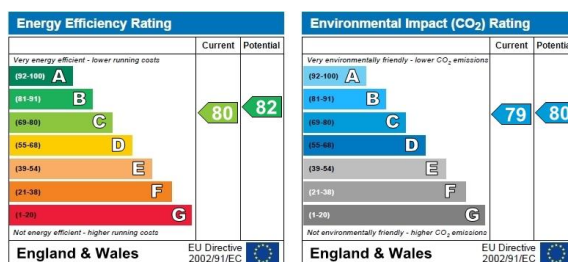 Energy Efficiency Rating
Current Potential
Very energy efficient - lower running costs
(92-100) A
(81-91) B
(69-80) C
(55-68) D
(39-54) E
(21-38) F
(1-20) G
80
82
Not energy efficient - higher running costs
England & Wales
EU Directive
2002/91/EC
Environmental Impact (CO2) Rating
Current Potential
Very environmentally friendly - lower CO2 emissions
(92-100) A
(81-91) B
(69-80) C
(55-68) D
(39-54) E
(21-38) F
(1-20) G
79
80
Not environmentally friendly - higher CO2 emissions
England & Wales
EU Directive
2002/91/EC